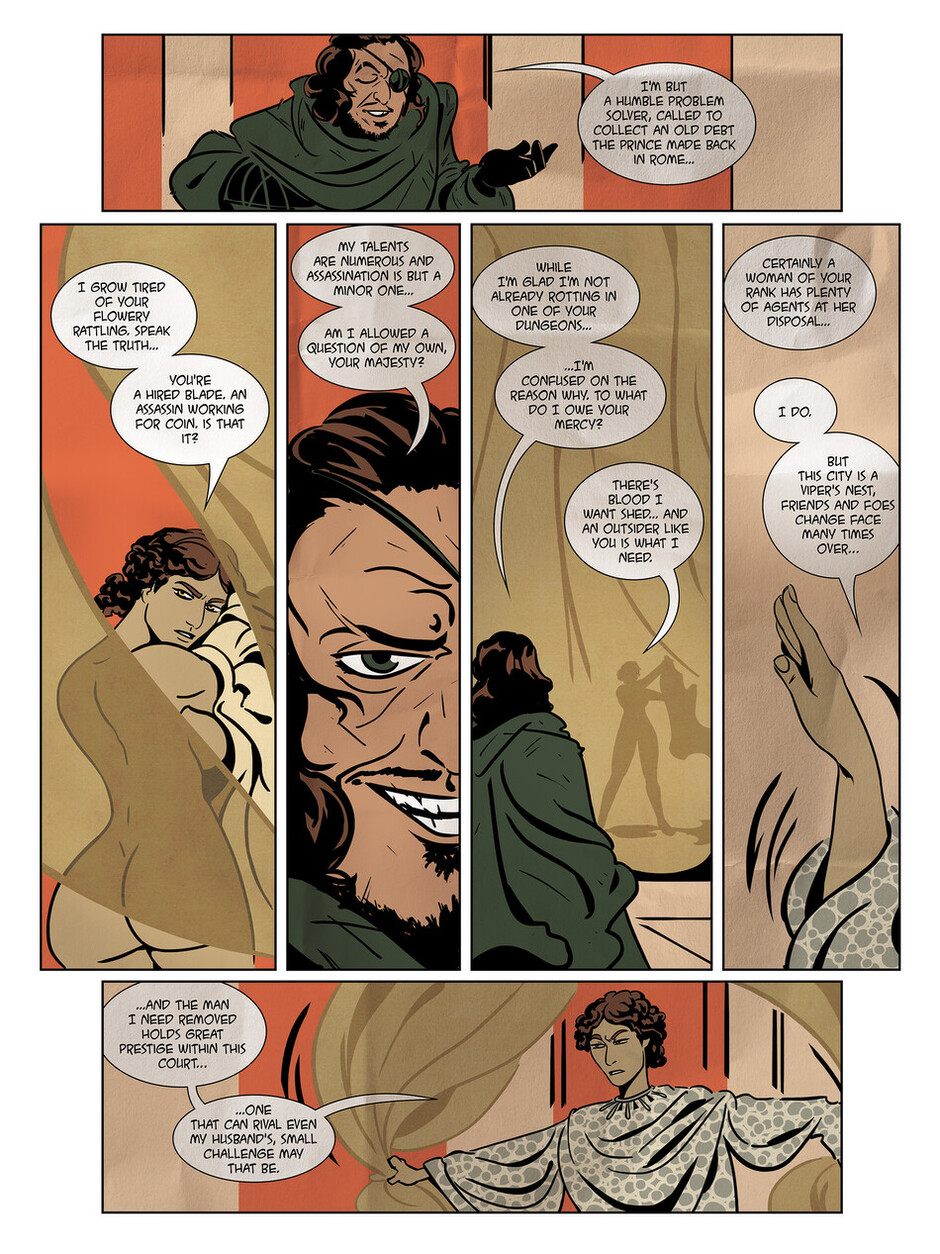 I'M BUT
A HUMBLE PROBLEM
SOLVER, CALLED TO
COLLECT AN OLD DEBT
THE PRINCE MADE BACK
IN ROME...
I GROW TIRED
OF YOUR
FLOWERY
RATTLING. SPEAK
THE TRUTH...
YOU'RE
A HIRED BLADE. AN
ASSASSIN WORKING
FOR COIN. IS THAT
IT?
MY TALENTS
ARE NUMEROUS AND
ASSASSINATION IS BUT A
MINOR ONE...
AM I ALLOWED A
QUESTION OF MY OWN,
YOUR MAJESTY?
WHILE
I'M GLAD I'M NOT
ALREADY ROTTING IN
ONE OF YOUR
DUNGEONS...
...I'M
CONFUSED ON THE
REASON WHY. TO WHAT
DO I OWE YOUR
MERCY?
THERE'S
BLOOD I
WANT SHED... AND
AN OUTSIDER LIKE
YOU IS WHAT I
NEED.
CERTAINLY A
WOMAN OF YOUR
RANK HAS PLENTY
OF AGENTS AT HER
DISPOSAL...
I DO.
BUT
THIS CITY IS A
VIPER'S NEST,
FRIENDS AND FOES
CHANGE FACE
MANY TIMES
OVER...
...AND THE MAN
I NEED REMOVED
HOLDS GREAT
PRESTIGE WITHIN THIS
COURT...
...ONE
THAT CAN RIVAL EVEN
MY HUSBAND'S, SMALL
CHALLENGE MAY
THAT BE.